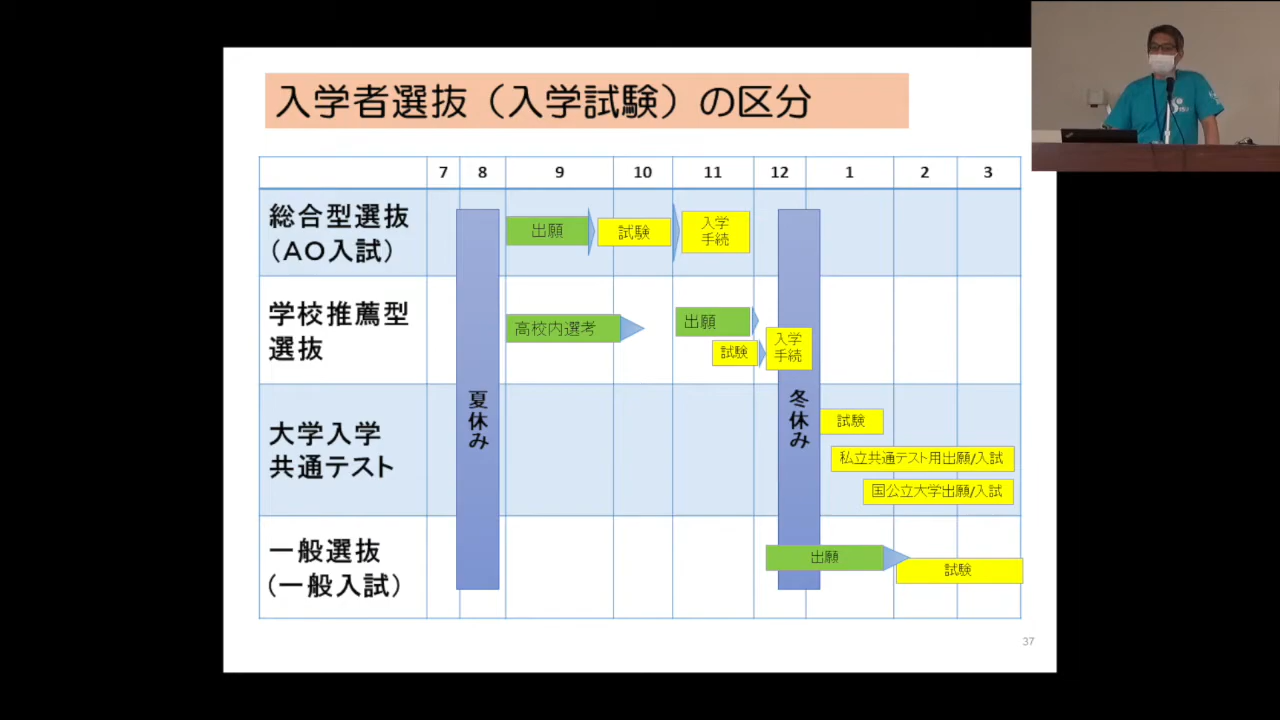 入学者選抜（入学試験）の区分
7 8 9 10 11 12 1 2 3
総合型選抜
（AO入試）
出願
試験
入学
手続
学校推薦型
選抜
高校内選考
出願
試験
入学
手続
夏休み
冬休み
大学入学
共通テスト
試験
私立共通テスト用出願/入試
国公立大学出願/入試
一般選抜
（一般入試）
出願
試験
37